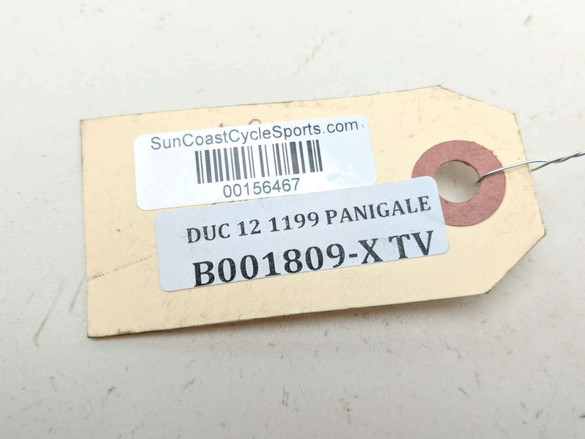 SunCoastCycleSports.com
00156467
DUC 12 1199 PANIGALE
B001809-X TV